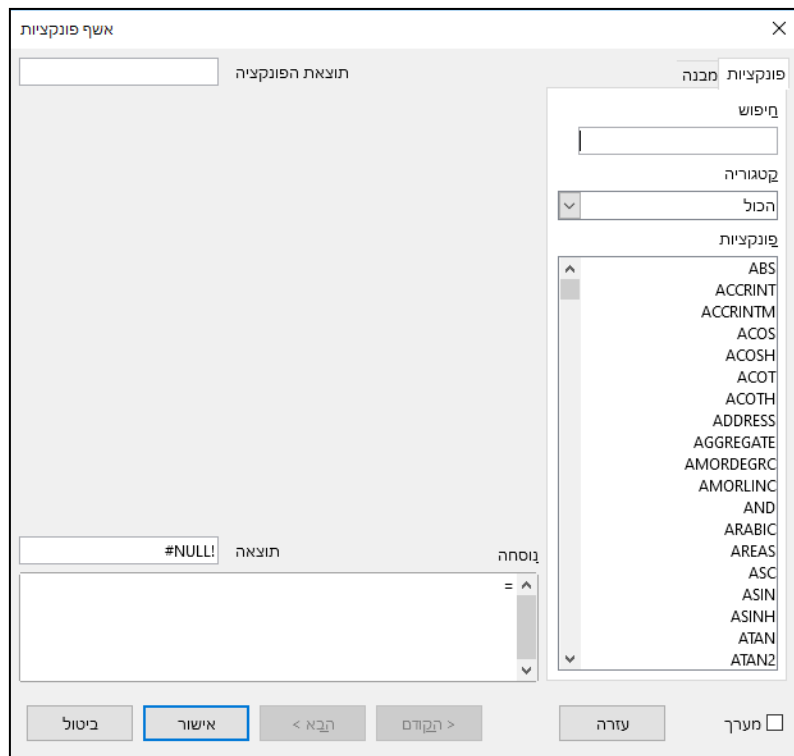 אשף פונקציות
פונקציות
מבנה
תוצאת הפונקציה
חיפוש
קטגוריה
הכול
פונקציות
ABS
ACCRINT
ACCRINTM
ACOS
ACOSH
ACOT
ACOTH
ADDRESS
AGGREGATE
AMORDEGRC
AMORLINC
AND
ARABIC
AREAS
ASC
ASIN
ASINH
ATAN
ATAN2
נוסחה
תוצאה
#NULL!
=
מערך
עזרה
< הקודם
הבא >
אישור
ביטול